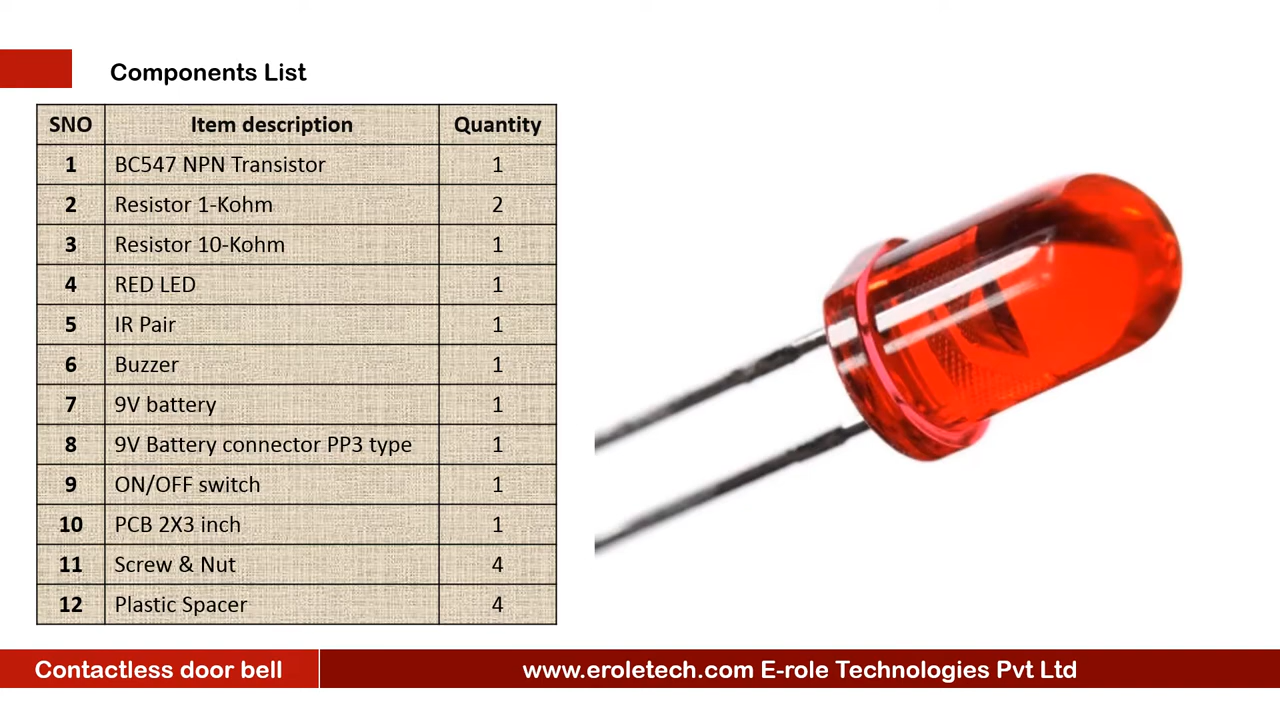 Components List
SNO Item description Quantity
1 BC547 NPN Transistor 1
2 Resistor 1-Kohm 2
3 Resistor 10-Kohm 1
4 RED LED 1
5 IR Pair 1
6 Buzzer 1
7 9V battery 1
8 9V Battery connector PP3 type 1
9 ON/OFF switch 1
10 PCB 2X3 inch 1
11 Screw & Nut 4
12 Plastic Spacer 4
Contactless door bell
www.eroletech.com E-role Technologies Pvt Ltd